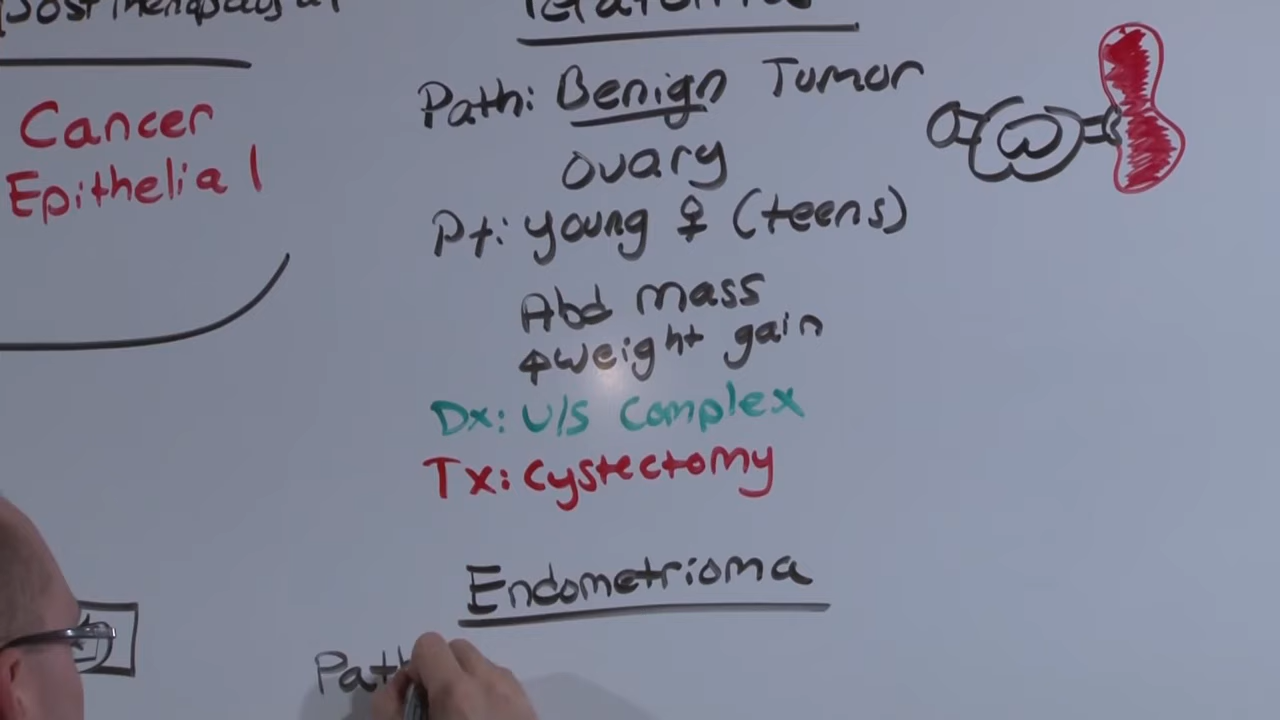 Cancer
Epithelial
Path: Benign Tumor
Ovary
Pt: Young ♀ (teens)
Abd mass
↑weight gain
Dx: U/S Complex
Tx: Cystectomy
Endometrioma
Path